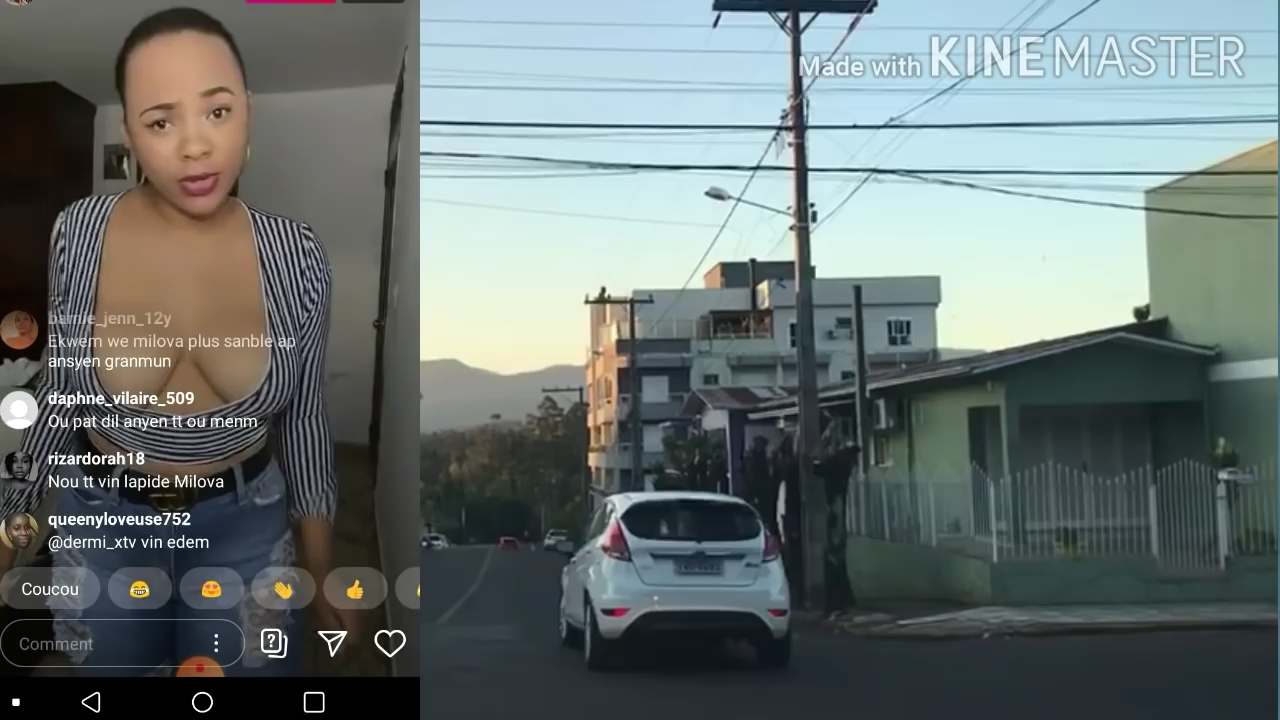 Made with KINEMASTER
barnie_jenn_12y
Ekwem we milova plus sanble ap
ansyen granmun
daphne_vilaire_509
Ou pat dil anyen tt ou menm
rizardorah18
Nou tt vin lapide Milova
queenyloveuse752
@dermi_xtv vin edem
Coucou
Comment